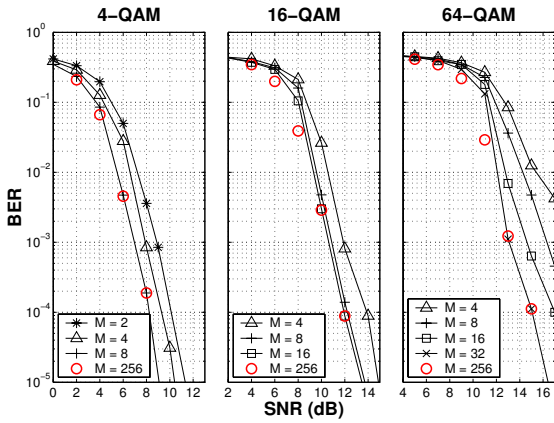 4−QAM 16−QAM 64−QAM
BER
10^0
10^−1
10^−2
10^−3
10^−4
10^−5
M = 2
M = 4
M = 8
M = 256
M = 4
M = 8
M = 16
M = 256
M = 4
M = 8
M = 16
M = 32
M = 256
0 2 4 6 8 10 12
4 6 8 10 12 14
4 6 8 10 12 14 16
SNR (dB)